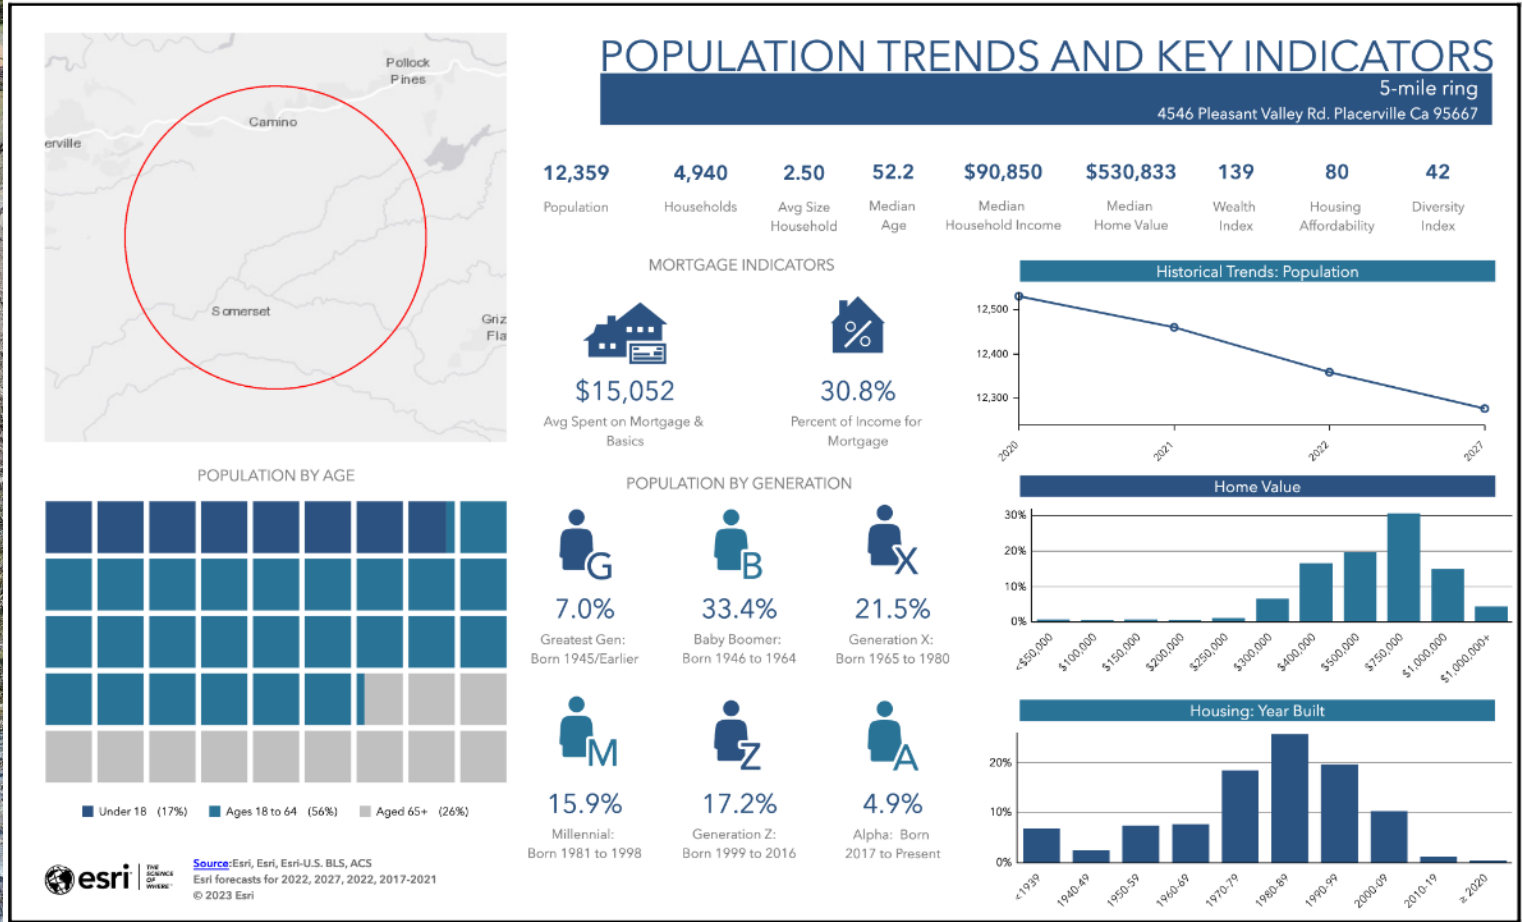 POPULATION TRENDS AND KEY INDICATORS
5-mile ring
4546 Pleasant Valley Rd. Placerville Ca 95667
Pollock
Pines
Camino
erville
Somerset
Griz
Fla
12,359
Population
4,940
Households
2.50
Avg Size
Household
52.2
Median
Age
$90,850
Median
Household Income
$530,833
Median
Home Value
139
Wealth
Index
80
Housing
Affordability
42
Diversity
Index
MORTGAGE INDICATORS
$15,052
Avg Spent on Mortgage &
Basics
%
30.8%
Percent of Income for
Mortgage
Historical Trends: Population
12,500
12,400
12,300
2020
2021
2022
2027
POPULATION BY AGE
Under 18 (17%)
Ages 18 to 64 (56%)
Aged 65+ (26%)
POPULATION BY GENERATION
G
7.0%
Greatest Gen:
Born 1945/Earlier
B
33.4%
Baby Boomer:
Born 1946 to 1964
X
21.5%
Generation X:
Born 1965 to 1980
M
15.9%
Millennial:
Born 1981 to 1998
Z
17.2%
Generation Z:
Born 1999 to 2016
A
4.9%
Alpha: Born
2017 to Present
Home Value
30%
20%
10%
0%
<$50,000
$100,000
$150,000
$200,000
$250,000
$300,000
$400,000
$500,000
$750,000
$1,000,000
$1,000,000+
Housing: Year Built
20%
10%
0%
<1939
1940-49
1950-59
1960-69
1970-79
1980-89
1990-99
2000-09
2010-19
≥ 2020
esri
THE
SCIENCE
OF
WHERE™
Source:Esri, Esri, Esri-U.S. BLS, ACS
Esri forecasts for 2022, 2027, 2022, 2017-2021
© 2023 Esri